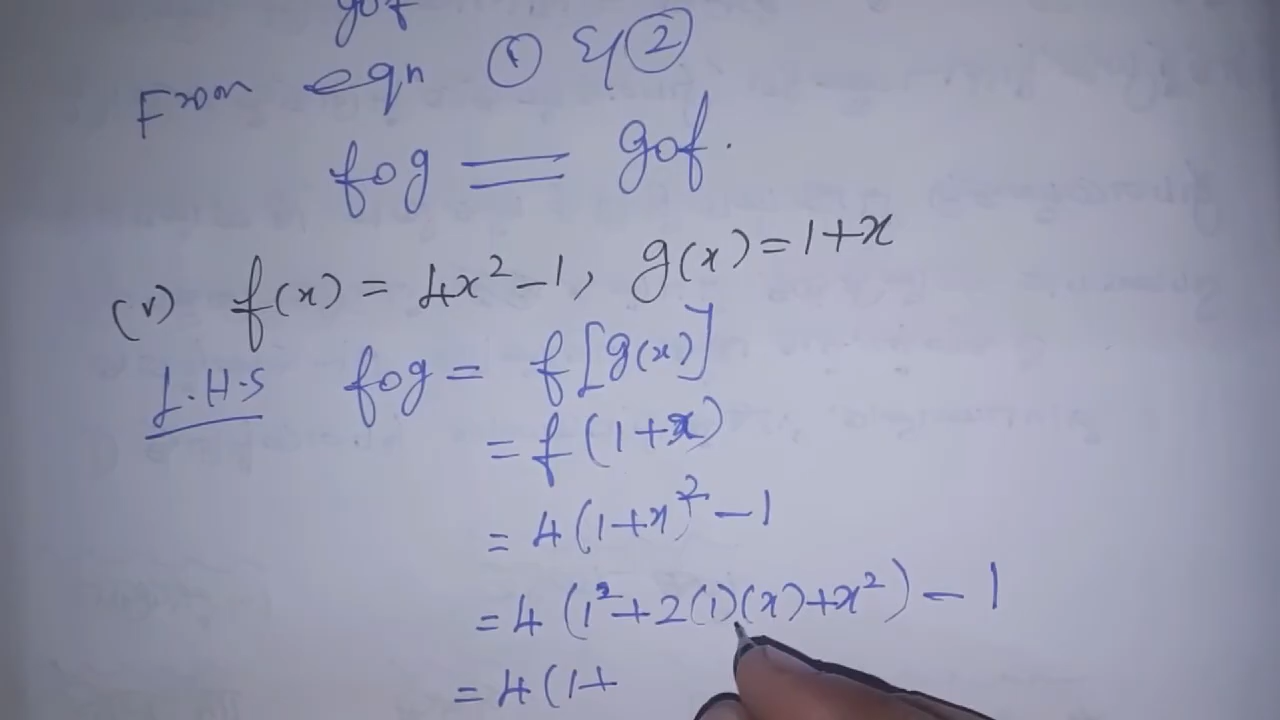 gof
From eqn ① & ②
fog = gof.
(v) f(x) = 4x²-1, g(x) = 1+x
L.H.S fog = f[g(x)]
= f(1+x)
= 4(1+x)² - 1
= 4(1²+2(1)(x)+x²) - 1
= 4(1+